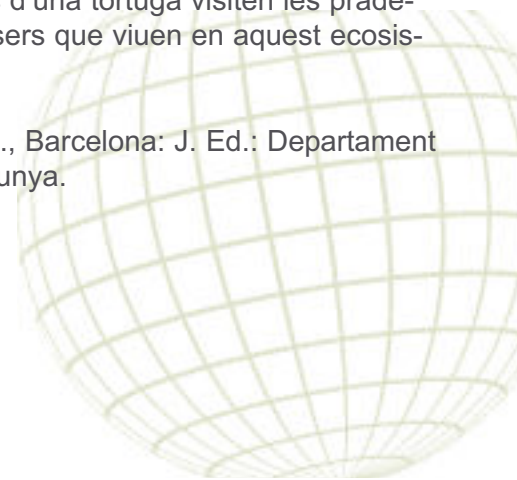 d'una tortuga visiten les prade-
sers que viuen en aquest ecosis-
., Barcelona: J. Ed.: Departament
unya.